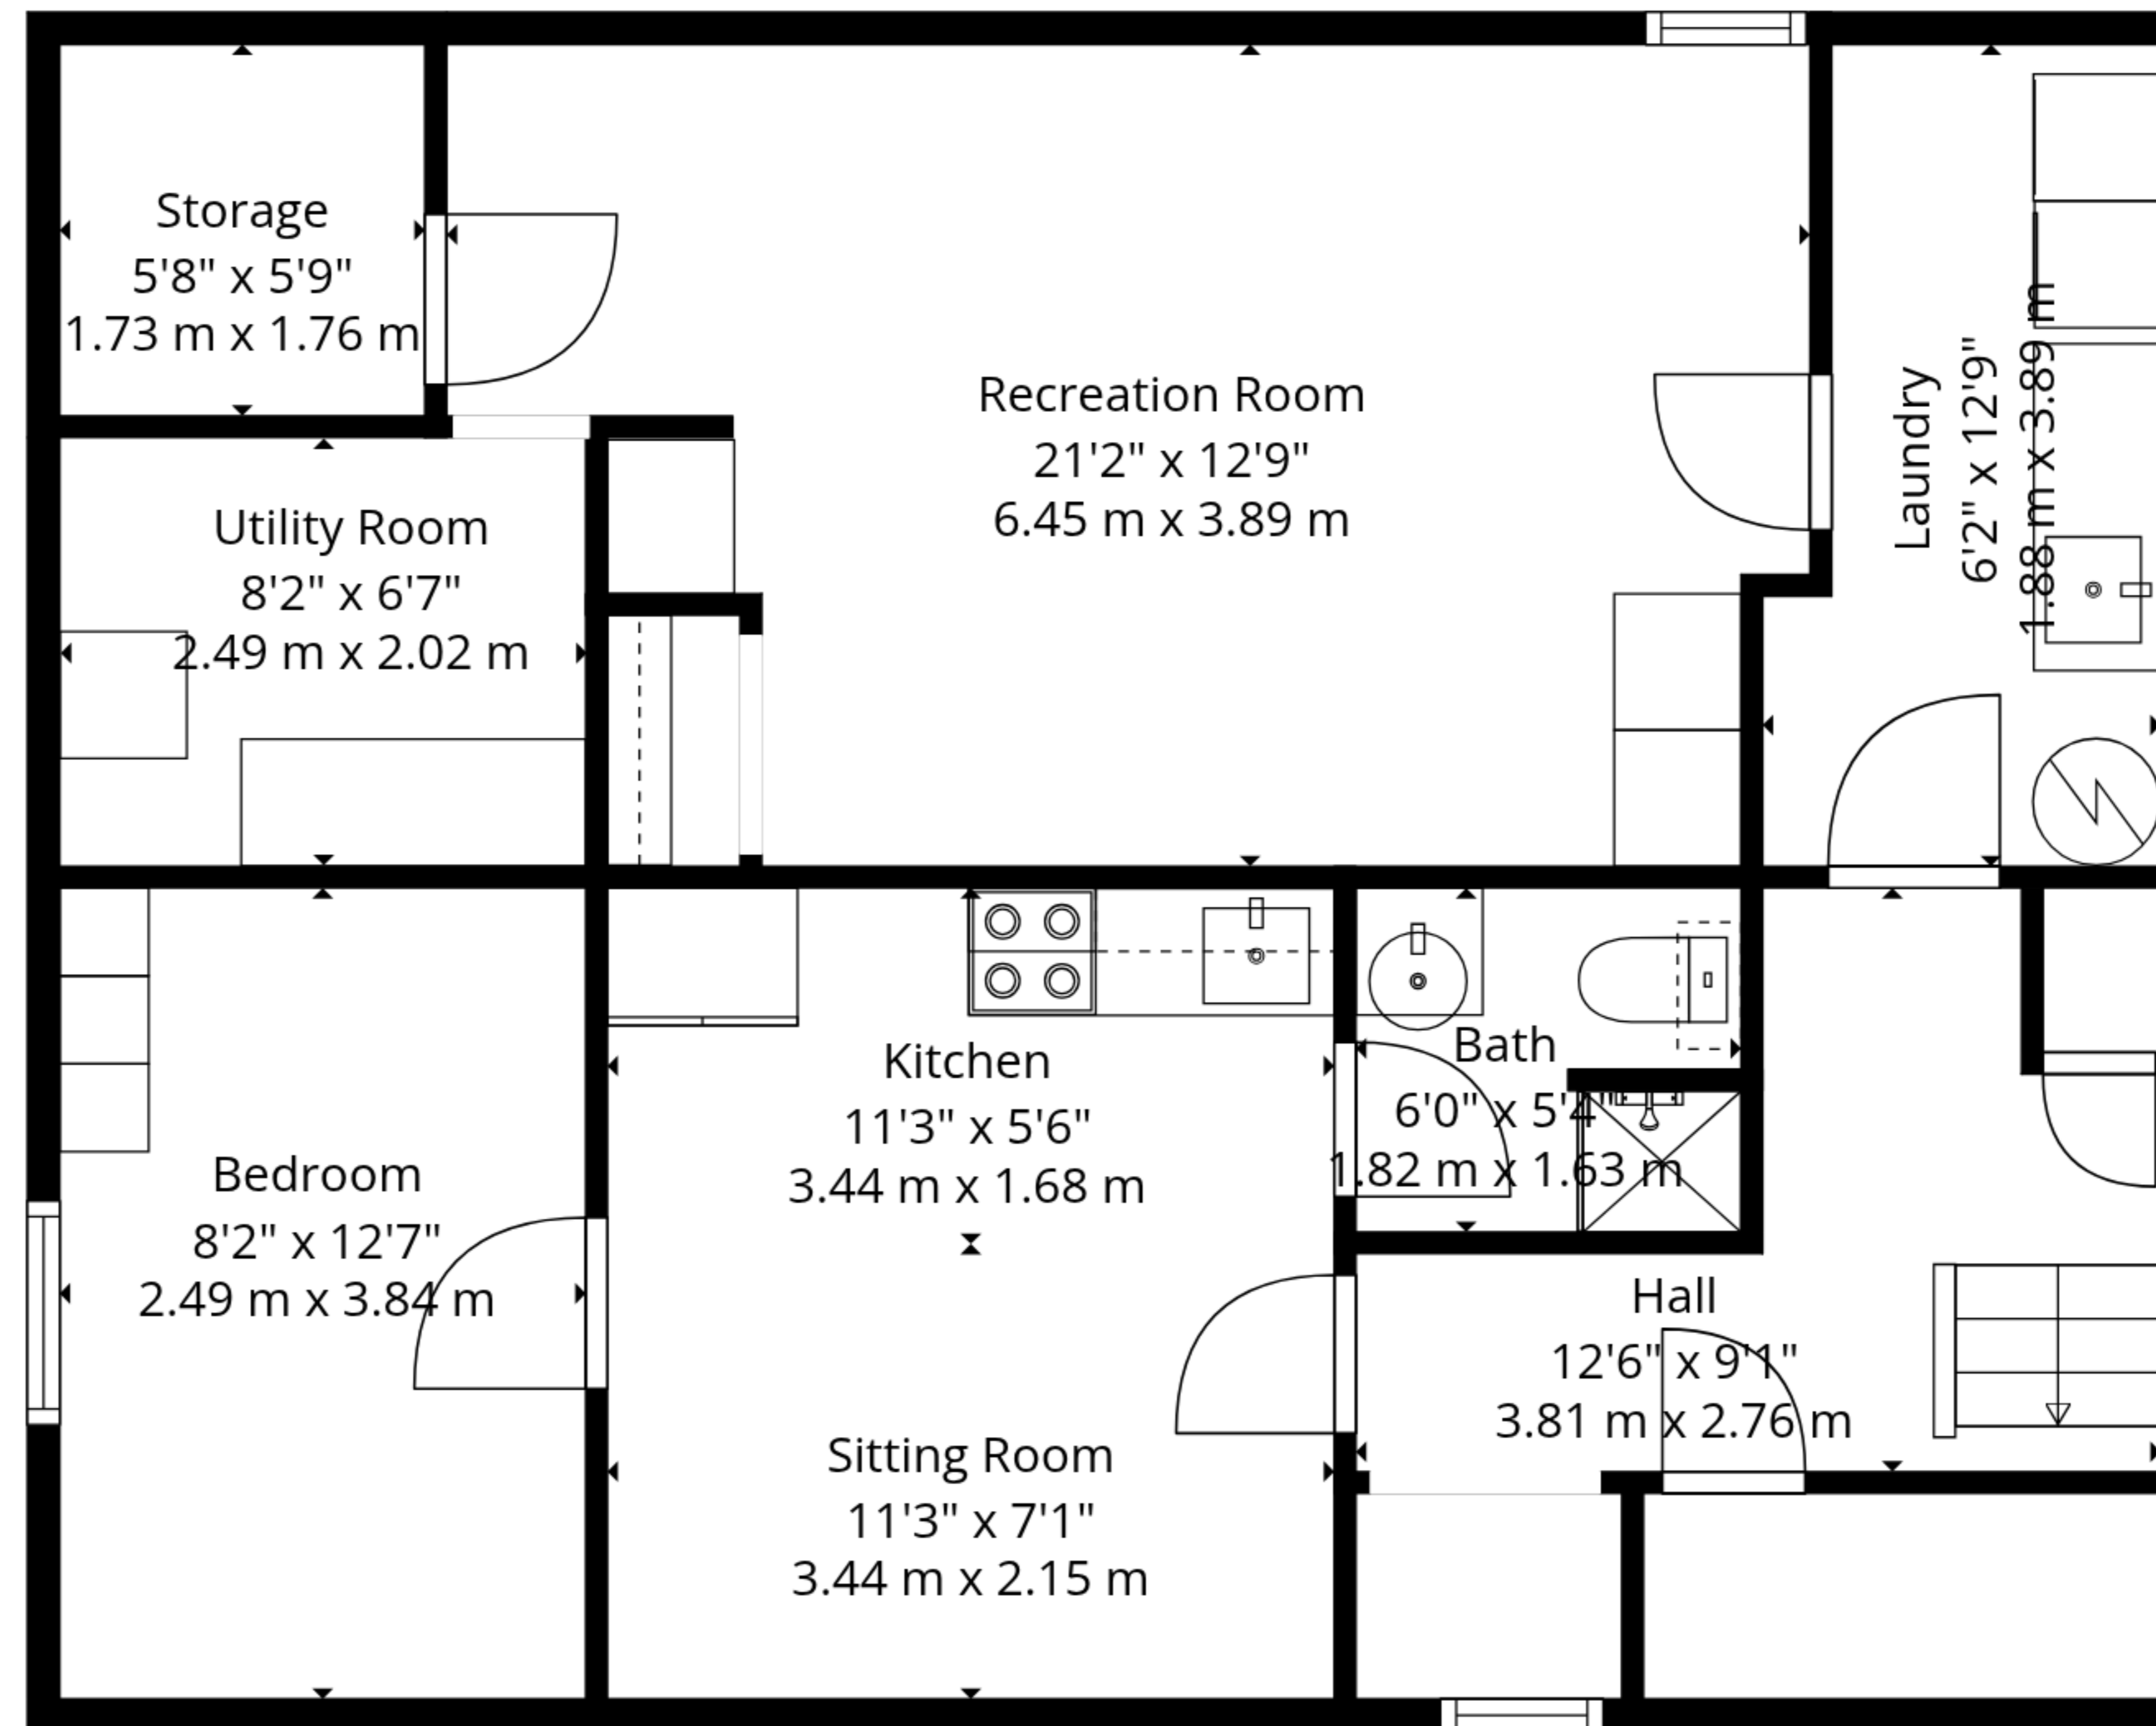 Storage
5'8" x 5'9"
1.73 m x 1.76 m
Recreation Room
21'2" x 12'9"
6.45 m x 3.89 m
Laundry
6'2" x 12'9"
1.88 m x 3.89 m
Utility Room
8'2" x 6'7"
2.49 m x 2.02 m
Kitchen
11'3" x 5'6"
3.44 m x 1.68 m
Bath
6'0" x 5'4"
1.82 m x 1.63 m
Bedroom
8'2" x 12'7"
2.49 m x 3.84 m
Hall
12'6" x 9'1"
3.81 m x 2.76 m
Sitting Room
11'3" x 7'1"
3.44 m x 2.15 m